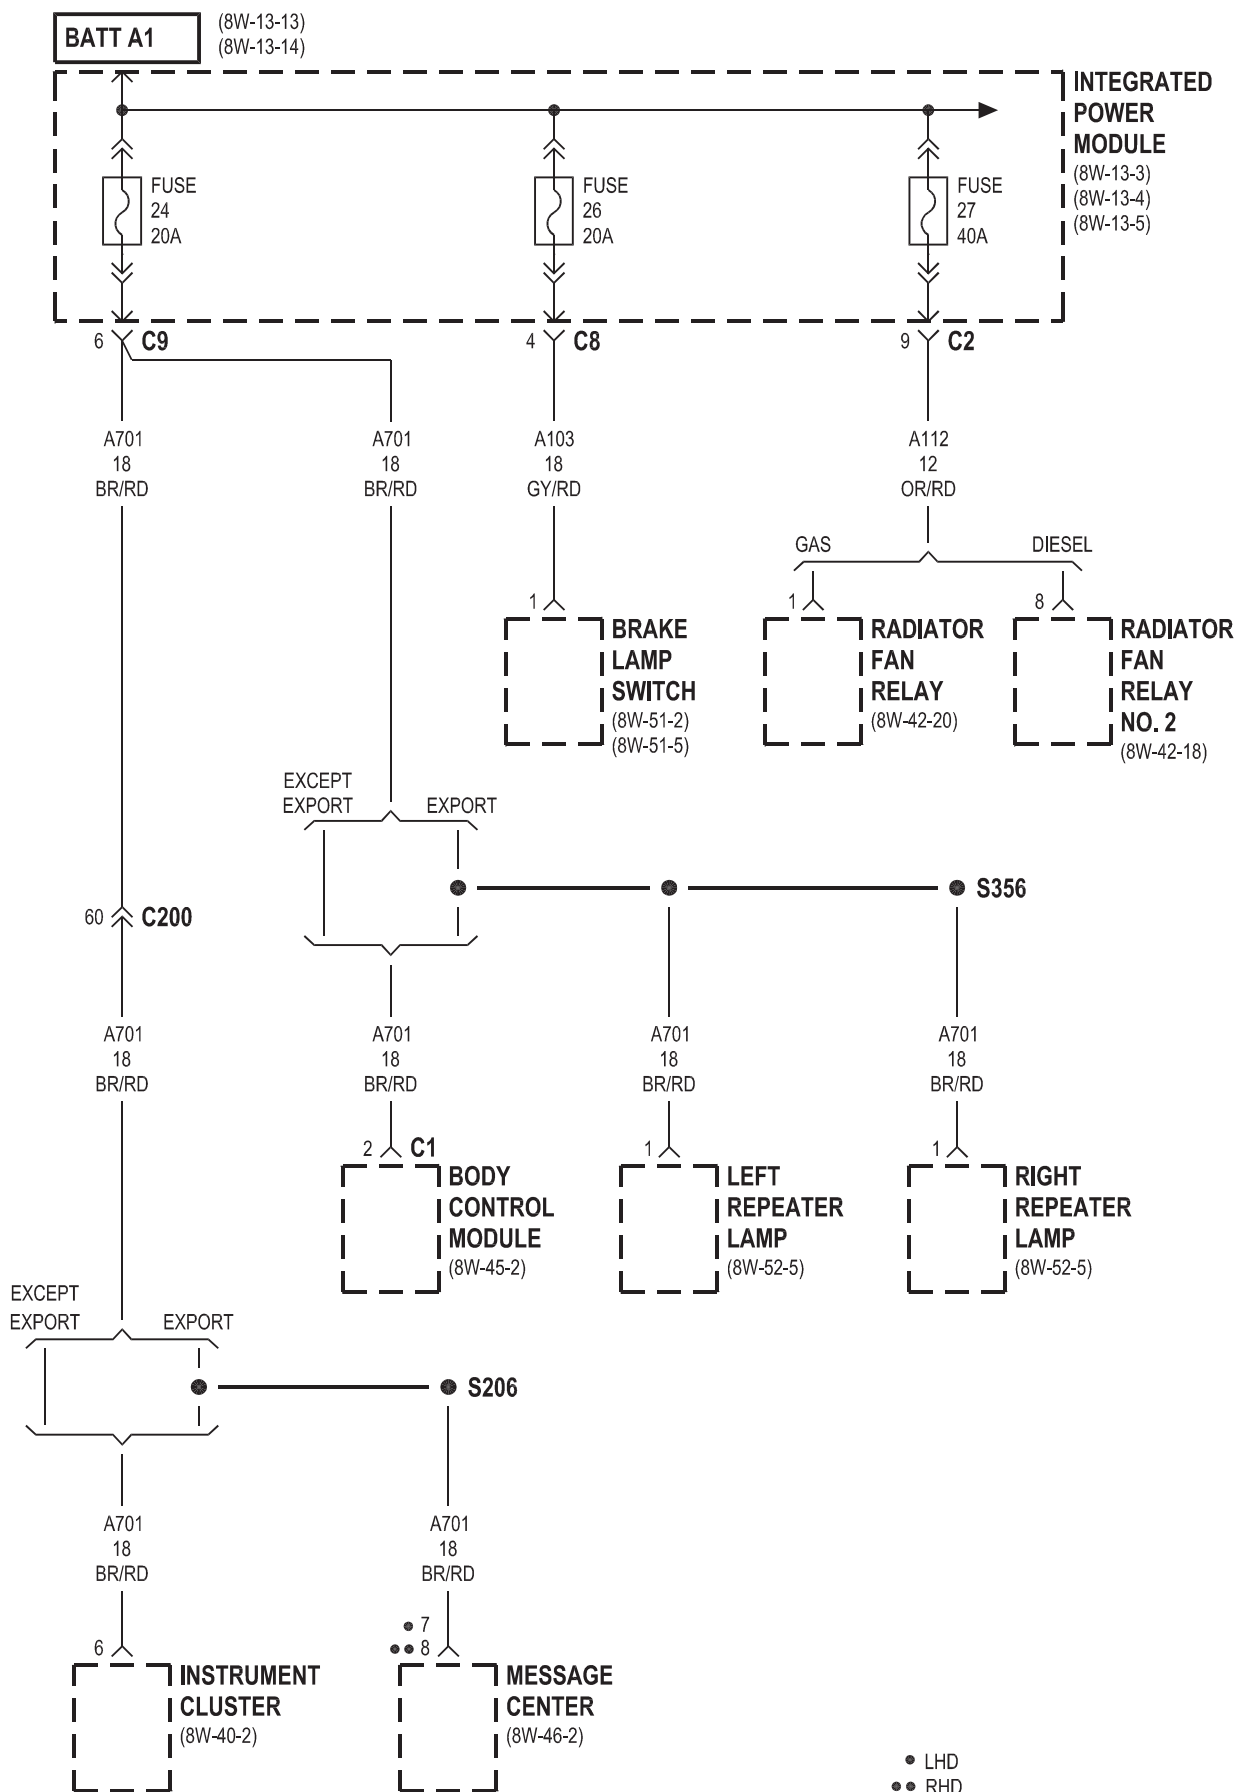 BATT A1
(8W-13-13)
(8W-13-14)
INTEGRATED
POWER
MODULE
(8W-13-3)
(8W-13-4)
(8W-13-5)
FUSE
24
20A
FUSE
26
20A
FUSE
27
40A
6 C9
4 C8
9 C2
A701
18
BR/RD
A701
18
BR/RD
A103
18
GY/RD
A112
12
OR/RD
GAS
DIESEL
1
BRAKE
LAMP
SWITCH
(8W-51-2)
(8W-51-5)
1
RADIATOR
FAN
RELAY
(8W-42-20)
8
RADIATOR
FAN
RELAY
NO. 2
(8W-42-18)
EXCEPT
EXPORT
EXPORT
S356
60 C200
A701
18
BR/RD
A701
18
BR/RD
A701
18
BR/RD
A701
18
BR/RD
2 C1
BODY
CONTROL
MODULE
(8W-45-2)
1
LEFT
REPEATER
LAMP
(8W-52-5)
1
RIGHT
REPEATER
LAMP
(8W-52-5)
EXCEPT
EXPORT
EXPORT
S206
A701
18
BR/RD
A701
18
BR/RD
6
INSTRUMENT
CLUSTER
(8W-40-2)
7
8
MESSAGE
CENTER
(8W-46-2)
LHD
RHD